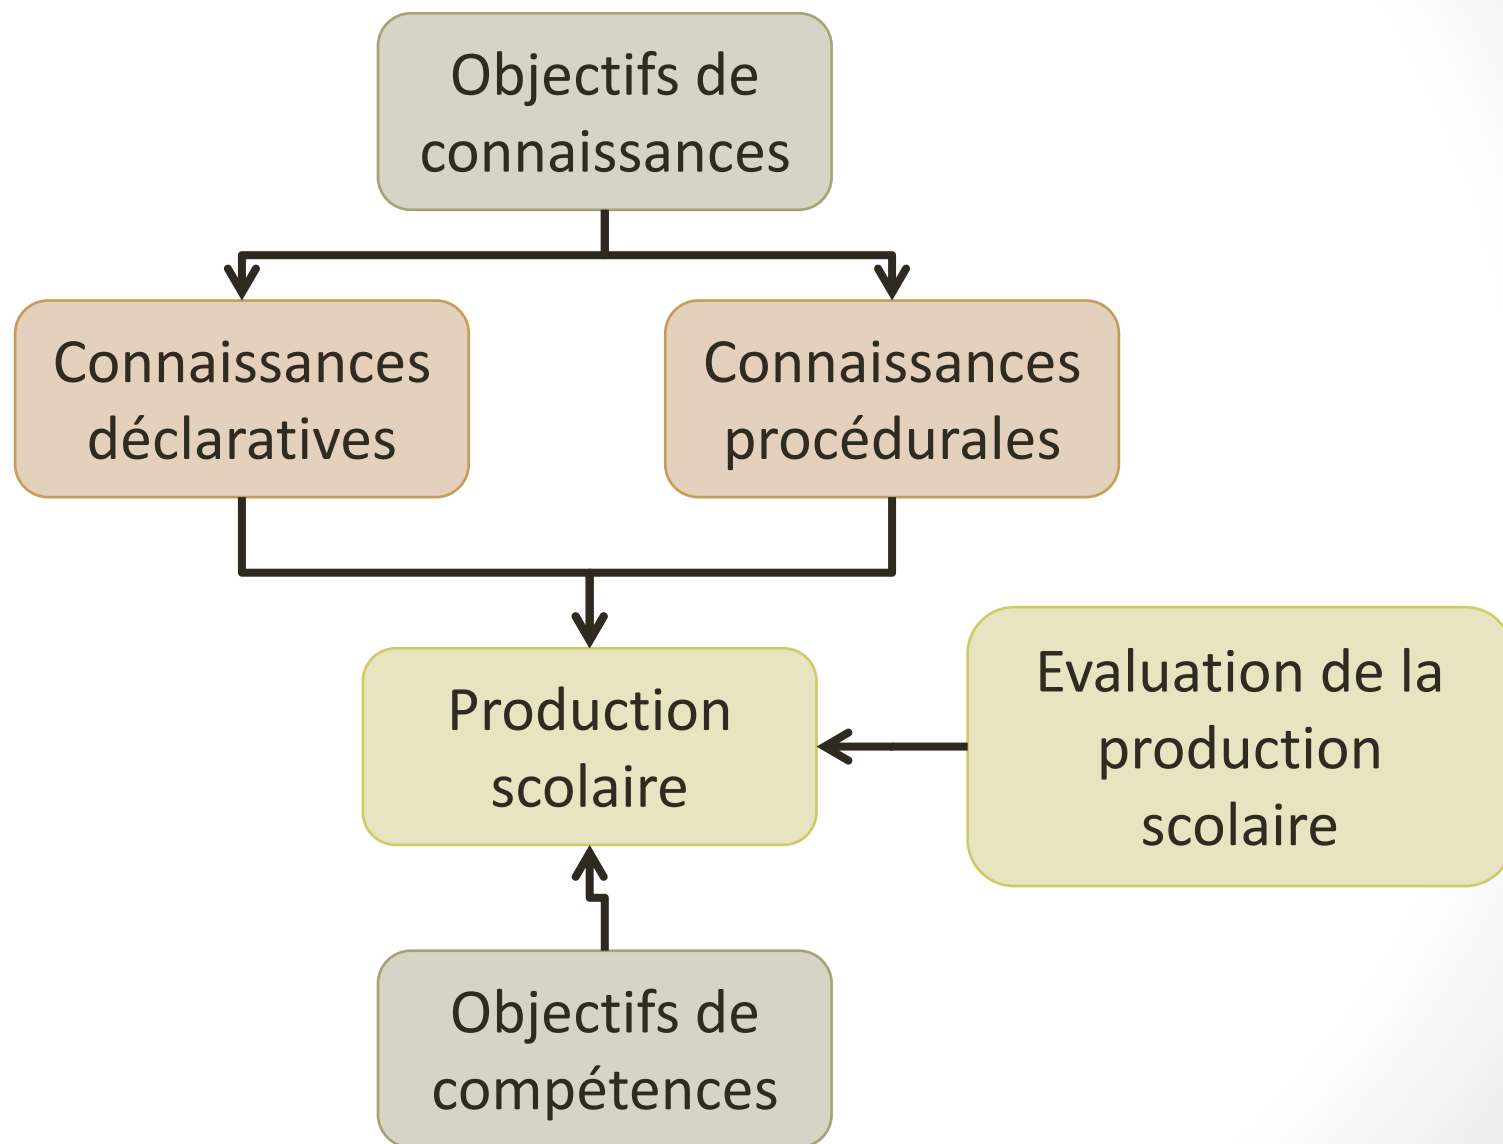 Objectifs de
connaissances
Connaissances
déclaratives
Connaissances
procédurales
Production
scolaire
Evaluation de la
production
scolaire
Objectifs de
compétences